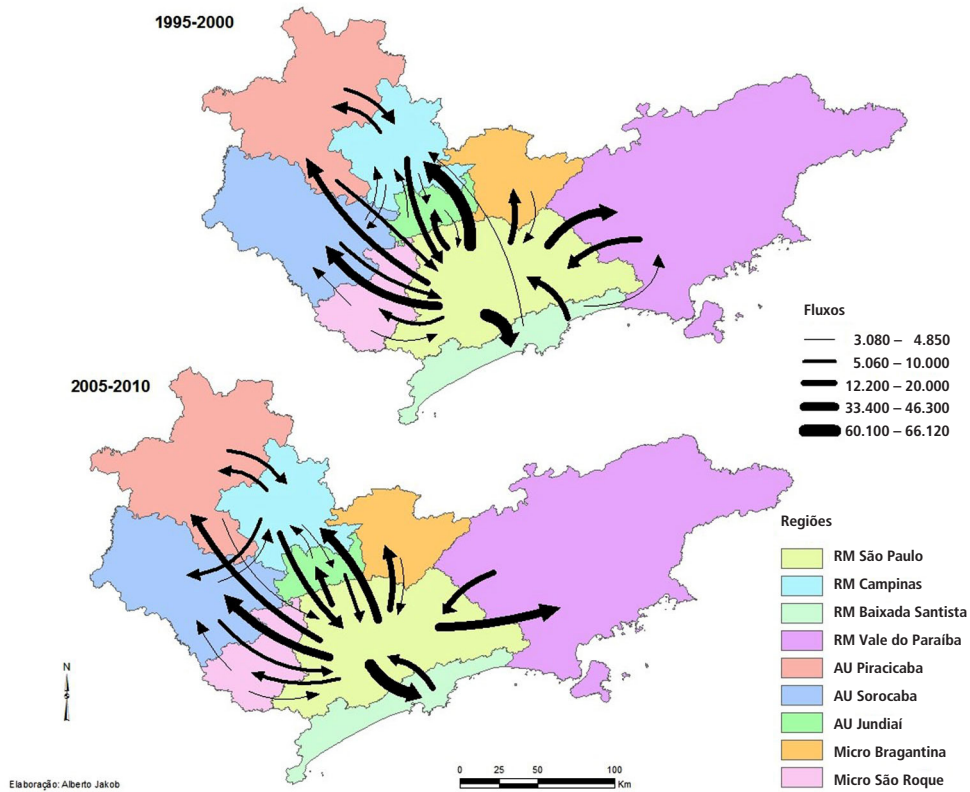 1995-2000
Fluxos
3.080 – 4.850
5.060 – 10.000
12.200 – 20.000
33.400 – 46.300
60.100 – 66.120
2005-2010
Regiões
RM São Paulo
RM Campinas
RM Baixada Santista
RM Vale do Paraíba
AU Piracicaba
AU Sorocaba
AU Jundiaí
Micro Bragantina
Micro São Roque
N
S
0 25 50 100
Km
Elaboração: Alberto Jakob